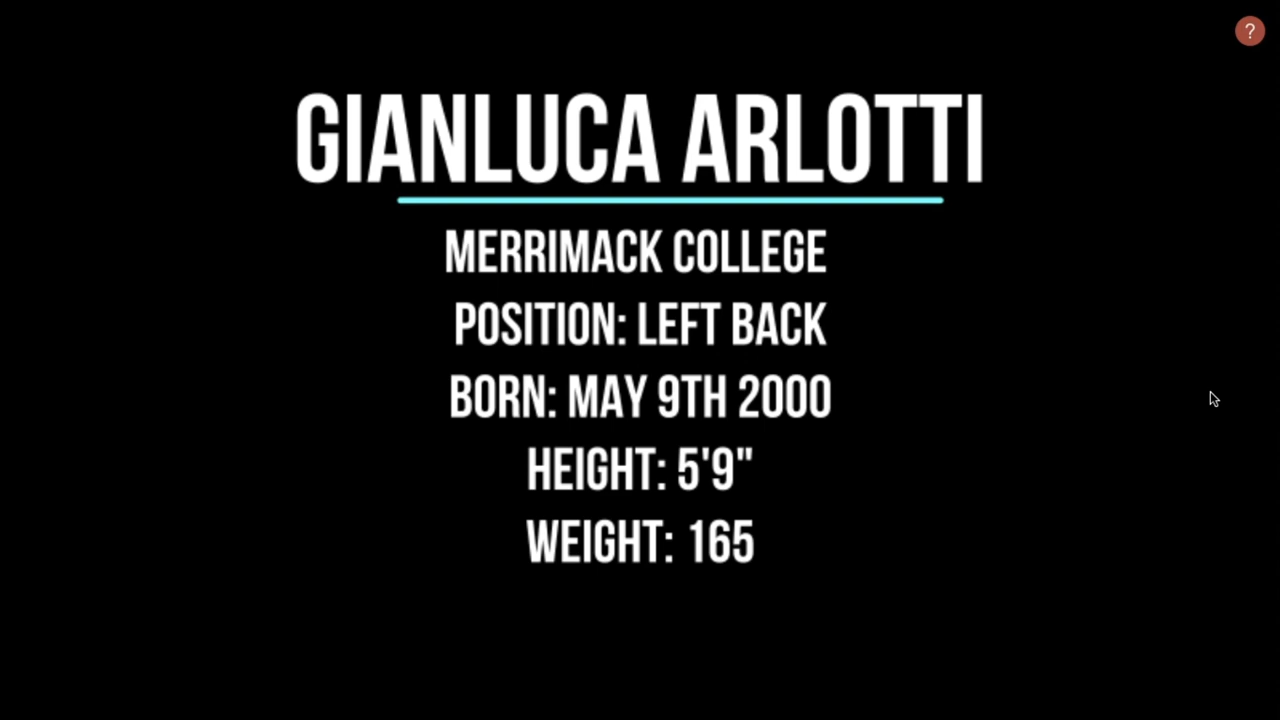 ?
GIANLUCA ARLOTTI
MERRIMACK COLLEGE
POSITION: LEFT BACK
BORN: MAY 9TH 2000
HEIGHT: 5'9"
WEIGHT: 165